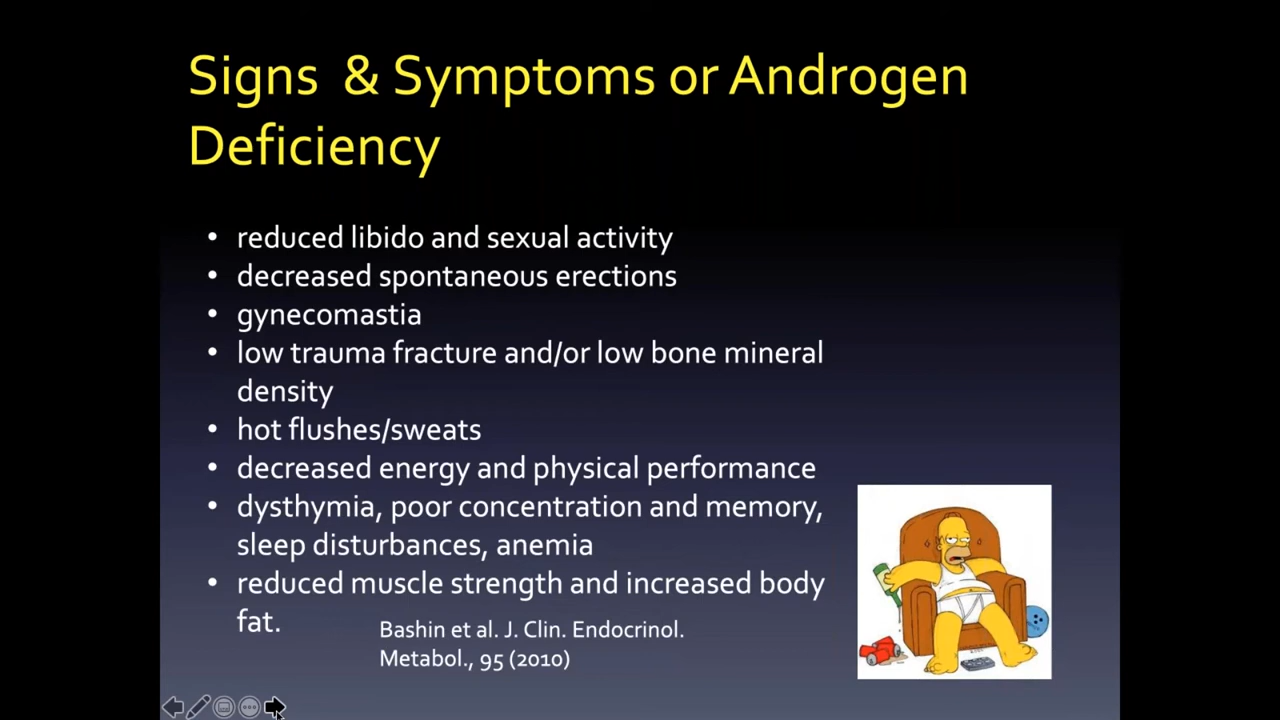 Signs & Symptoms or Androgen
Deficiency
• reduced libido and sexual activity
• decreased spontaneous erections
• gynecomastia
• low trauma fracture and/or low bone mineral
density
• hot flushes/sweats
• decreased energy and physical performance
• dysthymia, poor concentration and memory,
sleep disturbances, anemia
• reduced muscle strength and increased body
fat.
Bashin et al. J. Clin. Endocrinol.
Metabol., 95 (2010)